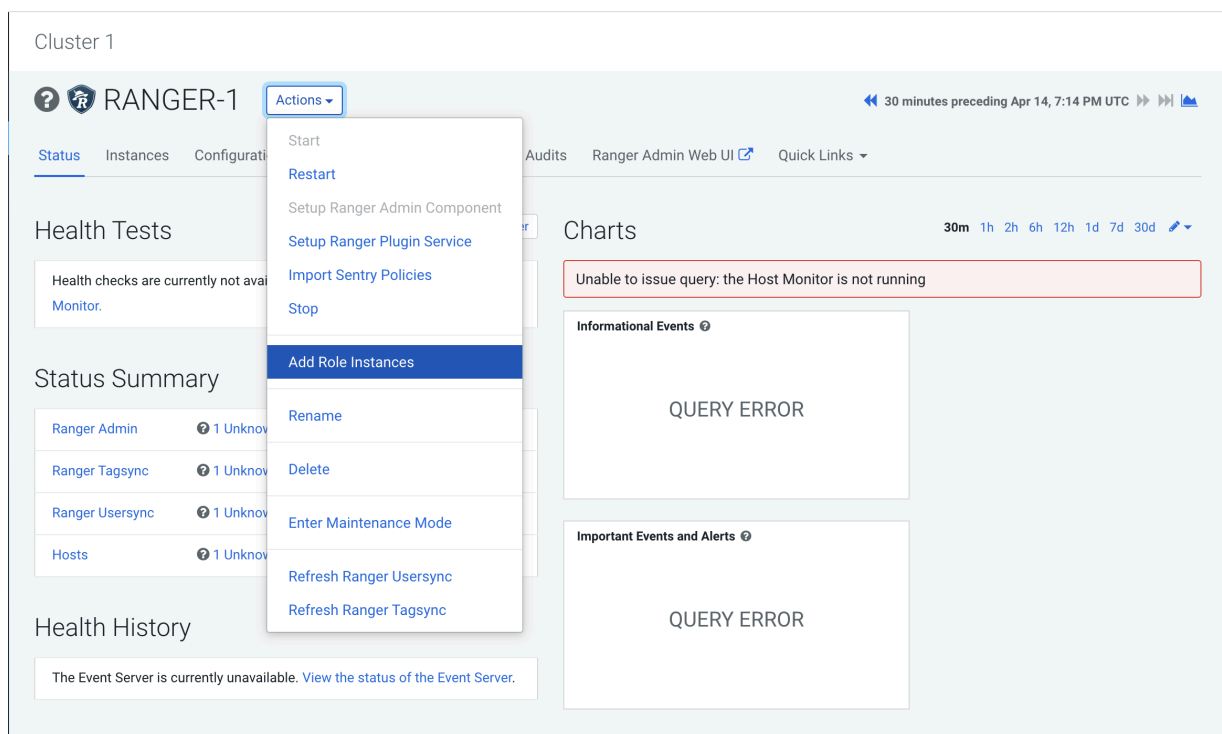 Cluster 1
RANGER-1
Actions
30 minutes preceding Apr 14, 7:14 PM UTC
Status
Instances
Audits
Ranger Admin Web UI
Quick Links
Start
Restart
Setup Ranger Admin Component
Setup Ranger Plugin Service
Import Sentry Policies
Stop
Add Role Instances
Rename
Delete
Enter Maintenance Mode
Refresh Ranger Usersync
Refresh Ranger Tagsync
Health Tests
Health checks are currently not
Monitor.
Status Summary
Ranger Admin 1
Ranger Tagsync 1
Ranger Usersync 1
Hosts 1
Health History
The Event Server is currently unavailable. View the status of the Event Server.
Charts
30m 1h 2h 6h 12h 1d 7d 30d
Unable to issue query: the Host Monitor is not running
Informational Events
QUERY ERROR
Important Events and Alerts
QUERY ERROR